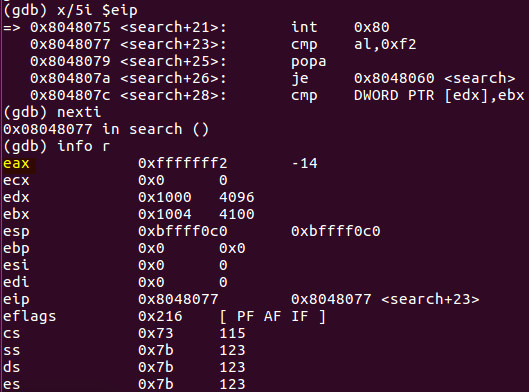 (gdb) x/5i $eip
=> 0x8048075 <search+21>: int 0x80
0x8048077 <search+23>: cmp al,0xf2
0x8048079 <search+25>: popa
0x804807a <search+26>: je 0x8048060 <search>
0x804807c <search+28>: cmp DWORD PTR [edx],ebx
(gdb) nexti
0x08048077 in search ()
(gdb) info r
eax 0xfffffff2 -14
ecx 0x0 0
edx 0x1000 4096
ebx 0x1004 4100
esp 0xbffff0c0 0xbffff0c0
ebp 0x0 0x0
esi 0x0 0
edi 0x0 0
eip 0x8048077 0x8048077 <search+23>
eflags 0x216 [ PF AF IF ]
cs 0x73 115
ss 0x7b 123
ds 0x7b 123
es 0x7b 123